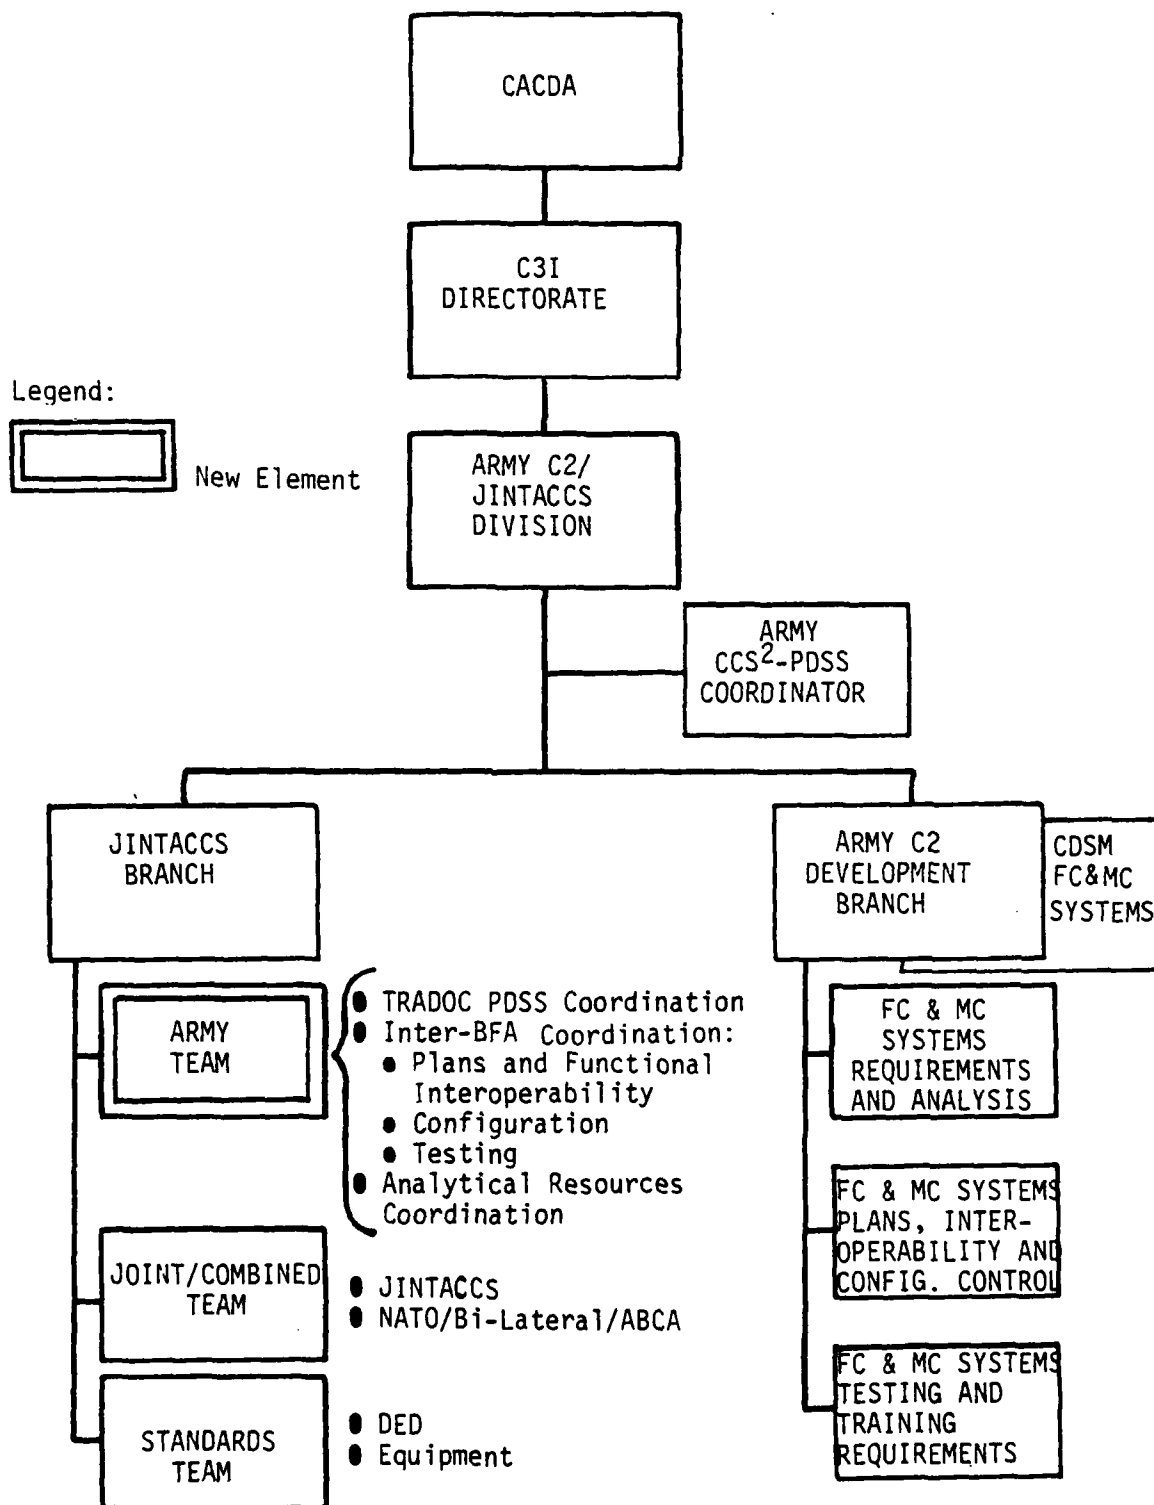 CACDA
C3I
DIRECTORATE
Legend:
New Element
ARMY C2/
JINTACCS
DIVISION
ARMY
CCS²-PDSS
COORDINATOR
JINTACCS
BRANCH
ARMY C2
DEVELOPMENT
BRANCH
CDSM
FC&MC
SYSTEMS
ARMY
TEAM
● TRADOC PDSS Coordination
● Inter-BFA Coordination:
● Plans and Functional
Interoperability
● Configuration
● Testing
● Analytical Resources
Coordination
JOINT/COMBINED
TEAM
● JINTACCS
● NATO/Bi-Lateral/ABCA
STANDARDS
TEAM
● DED
● Equipment
FC & MC
SYSTEMS
REQUIREMENTS
AND ANALYSIS
FC & MC SYSTEMS
PLANS, INTER-
OPERABILITY AND
CONFIG. CONTROL
FC & MC SYSTEMS
TESTING AND
TRAINING
REQUIREMENTS